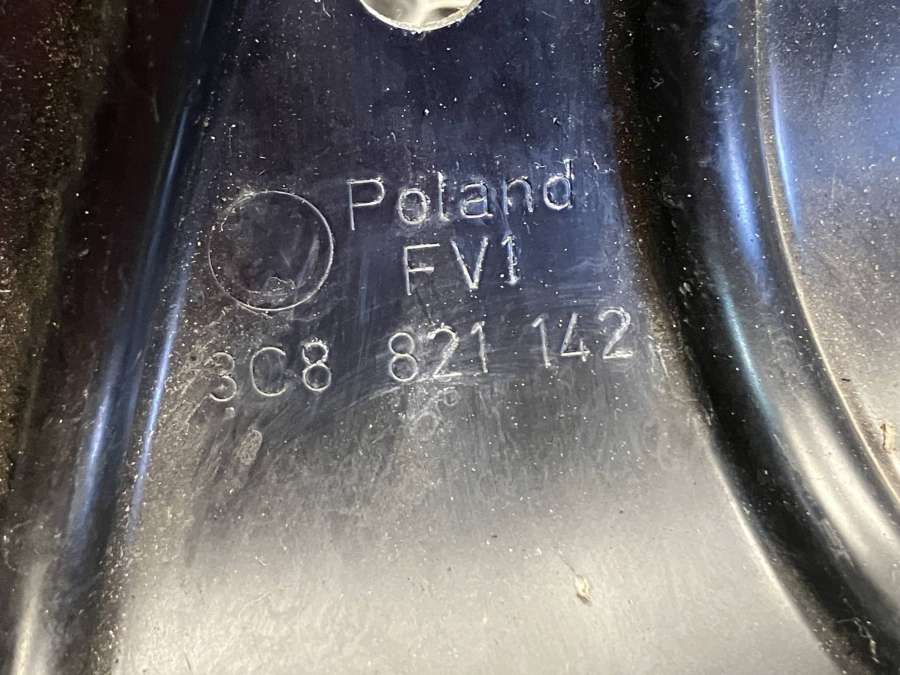 Poland
FV1
3C8 821 142